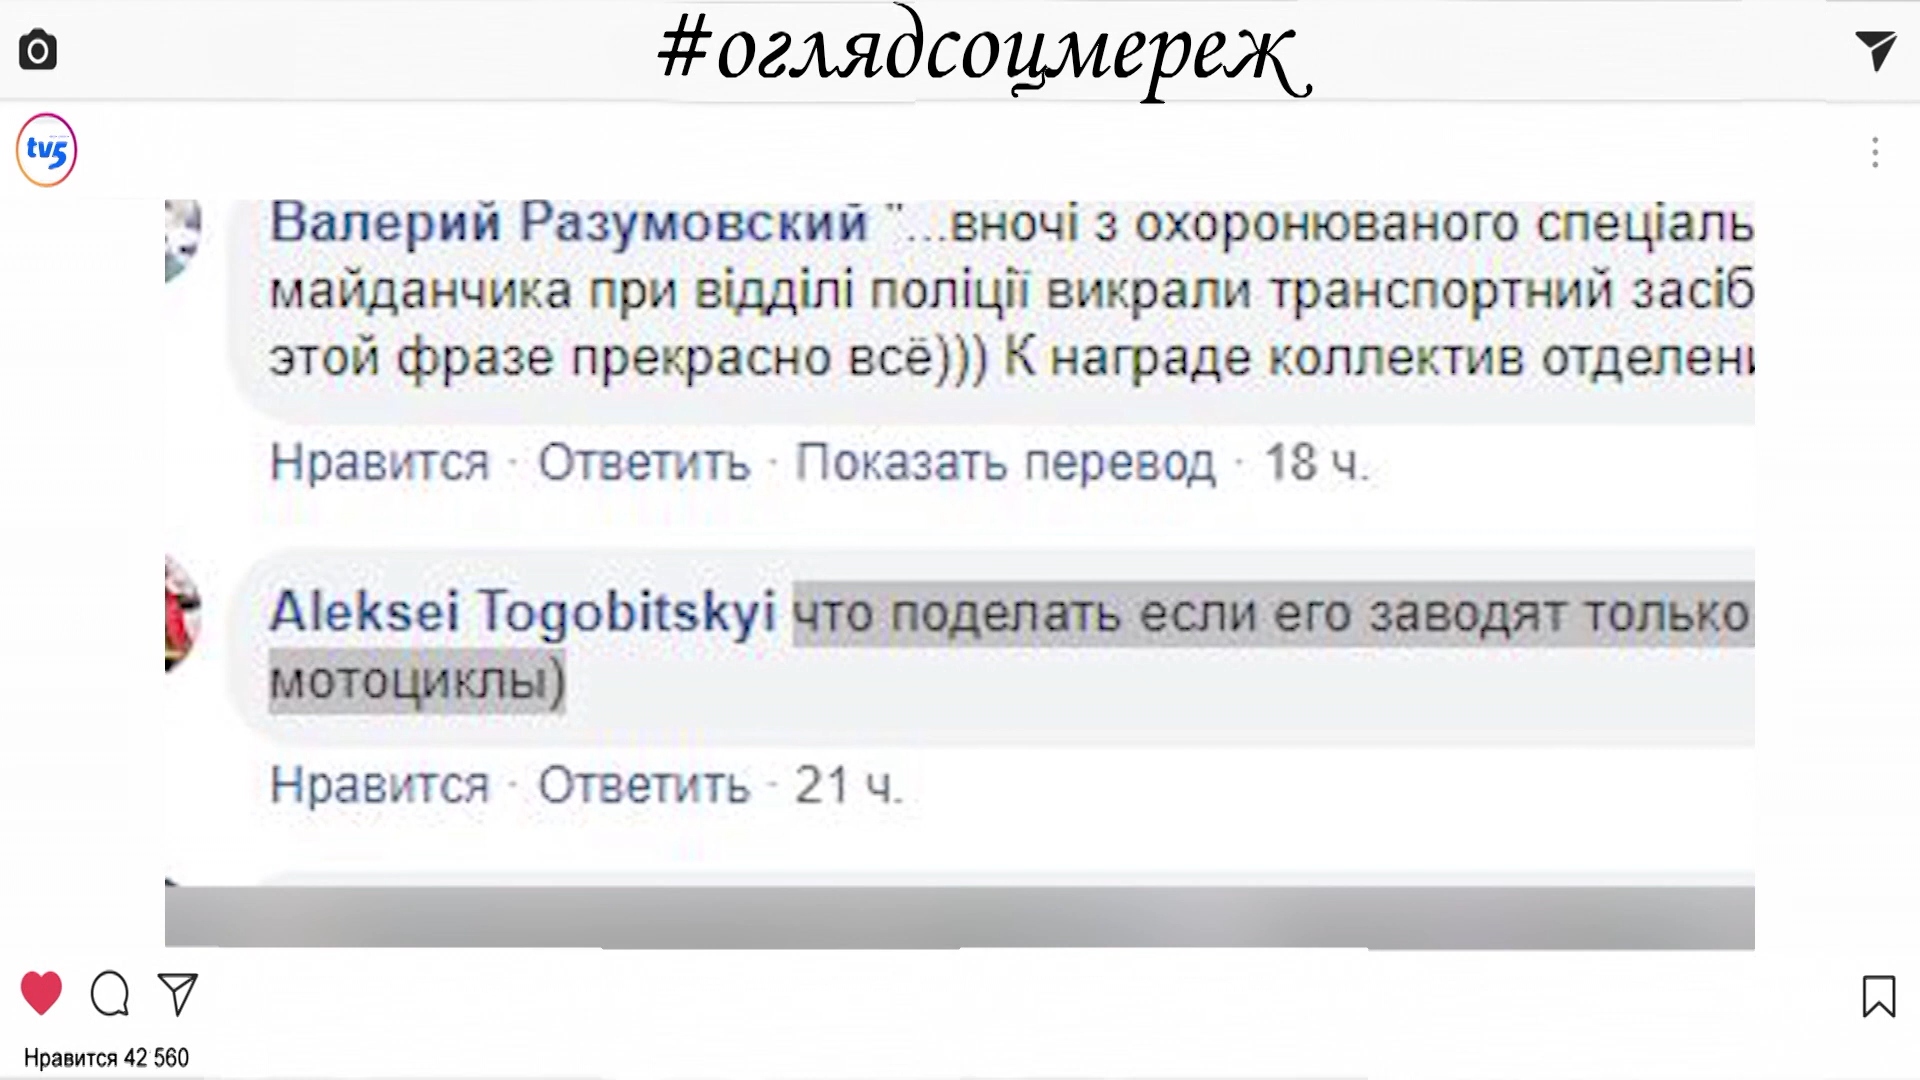 #оглядсоцмереж
tv5
Валерий Разумовский "...вночі з охоронюваного спеціаль
майданчика при відділі поліції викрали транспортний засіб
этой фразе прекрасно всё))) К награде коллектив отделени
Нравится · Ответить · Показать перевод · 18 ч.
Aleksei Togobitskyi что поделать если его заводят только
мотоциклы)
Нравится · Ответить · 21 ч.
Нравится 42 560